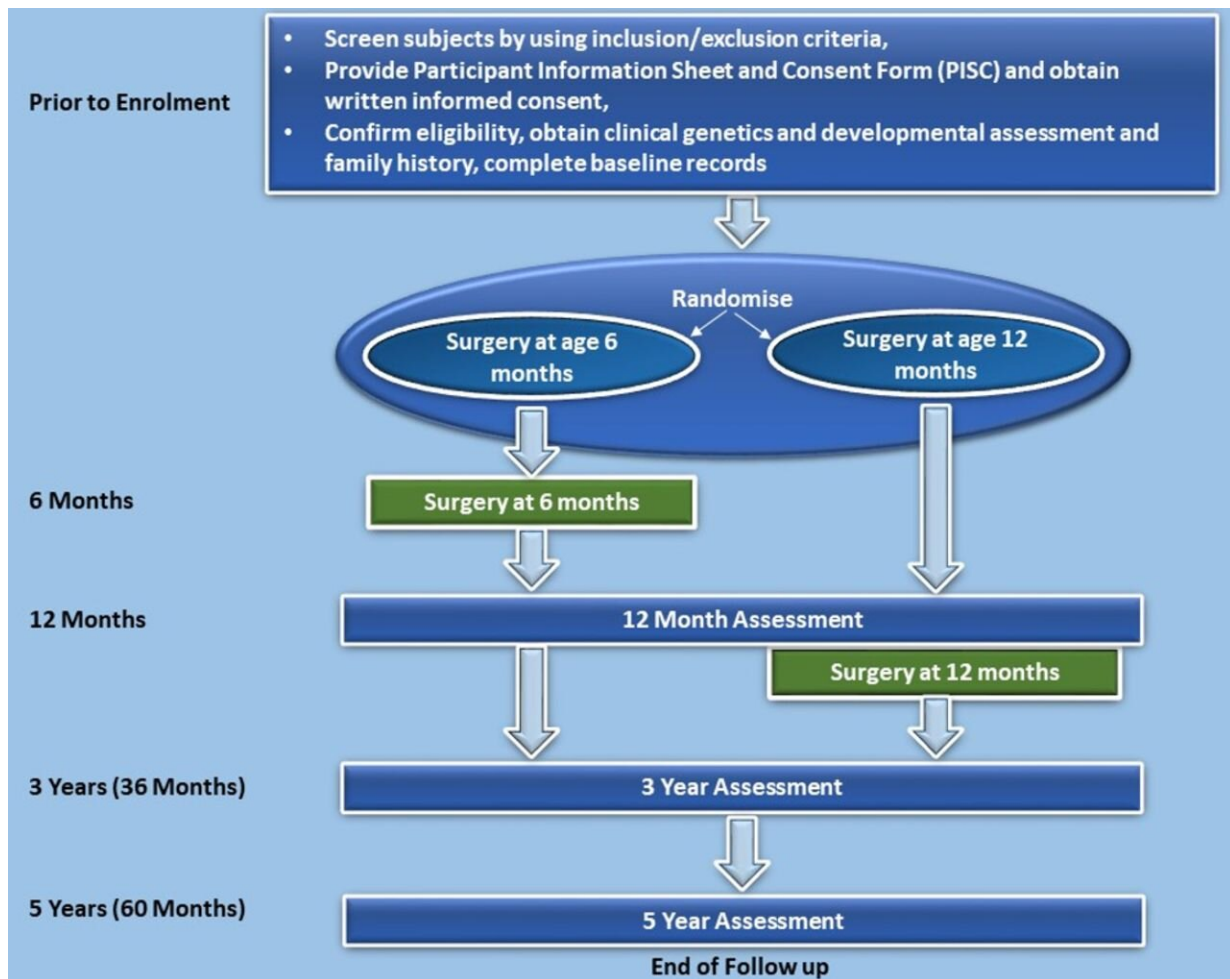 • Screen subjects by using inclusion/exclusion criteria,
• Provide Participant Information Sheet and Consent Form (PISC) and obtain
written informed consent,
• Confirm eligibility, obtain clinical genetics and developmental assessment and
family history, complete baseline records
Prior to Enrolment
Randomise
Surgery at age 6
months
Surgery at age 12
months
6 Months
Surgery at 6 months
12 Months
12 Month Assessment
Surgery at 12 months
3 Years (36 Months)
3 Year Assessment
5 Years (60 Months)
5 Year Assessment
End of Follow up